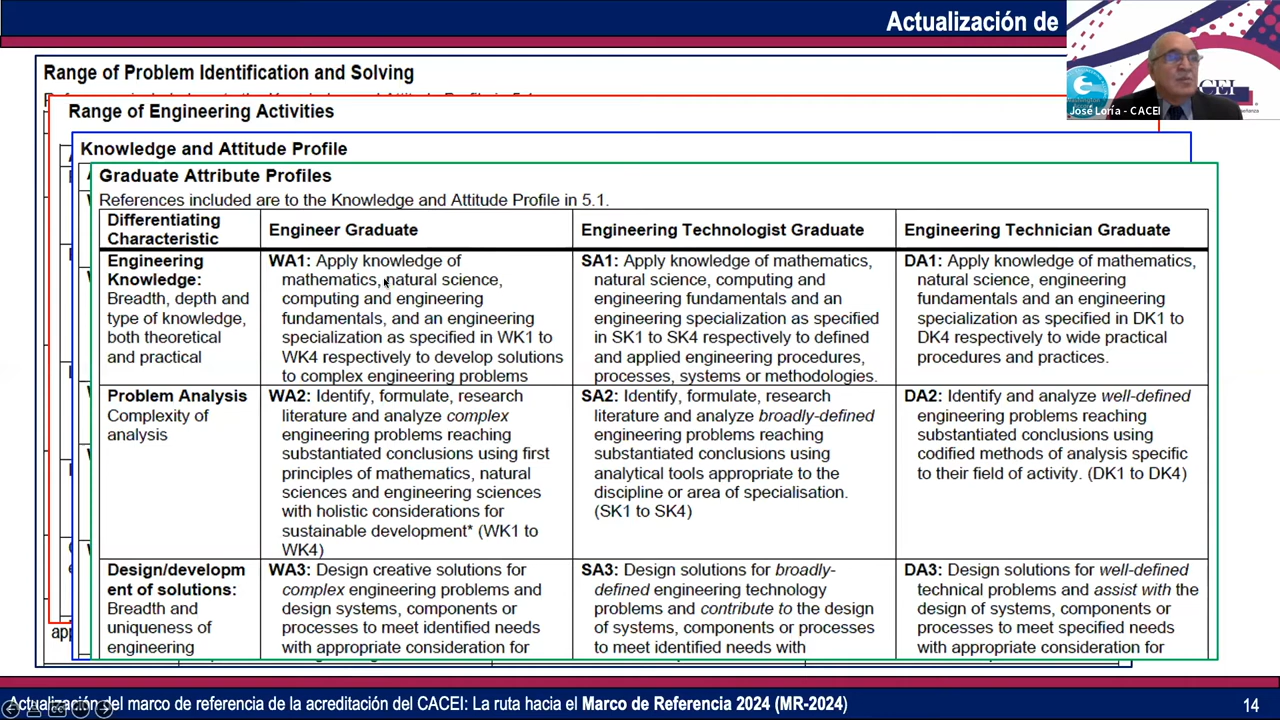 Actualización de
José Loría - CACEI
Range of Problem Identification and Solving
Range of Engineering Activities
Knowledge and Attitude Profile
Graduate Attribute Profiles
References included are to the Knowledge and Attitude Profile in 5.1.
Differentiating
Characteristic
Engineer Graduate
Engineering Technologist Graduate
Engineering Technician Graduate
Engineering
Knowledge:
Breadth, depth and
type of knowledge,
both theoretical
and practical
WA1: Apply knowledge of
mathematics, natural science,
computing and engineering
fundamentals, and an engineering
specialization as specified in WK1 to
WK4 respectively to develop solutions
to complex engineering problems
SA1: Apply knowledge of mathematics,
natural science, computing and
engineering fundamentals and an
engineering specialization as specified
in SK1 to SK4 respectively to defined
and applied engineering procedures,
processes, systems or methodologies.
DA1: Apply knowledge of mathematics,
natural science, engineering
fundamentals and an engineering
specialization as specified in DK1 to
DK4 respectively to wide practical
procedures and practices.
Problem Analysis
Complexity of
analysis
WA2: Identify, formulate, research
literature and analyze complex
engineering problems reaching
substantiated conclusions using first
principles of mathematics, natural
sciences and engineering sciences
with holistic considerations for
sustainable development* (WK1 to
WK4)
SA2: Identify, formulate, research
literature and analyze broadly-defined
engineering problems reaching
substantiated conclusions using
analytical tools appropriate to the
discipline or area of specialisation.
(SK1 to SK4)
DA2: Identify and analyze well-defined
engineering problems reaching
substantiated conclusions using
codified methods of analysis specific
to their field of activity. (DK1 to DK4)
Design/developm
ent of solutions:
Breadth and
uniqueness of
engineering
WA3: Design creative solutions for
complex engineering problems and
design systems, components or
processes to meet identified needs
with appropriate consideration for
SA3: Design solutions for broadly-
defined engineering technology
problems and contribute to the design
of systems, components or processes
to meet identified needs with
DA3: Design solutions for well-defined
technical problems and assist with the
design of systems, components or
processes to meet specified needs
with appropriate consideration for
app
Actualización del marco de referencia de la acreditación del CACEI: La ruta hacia el Marco de Referencia 2024 (MR-2024)
14